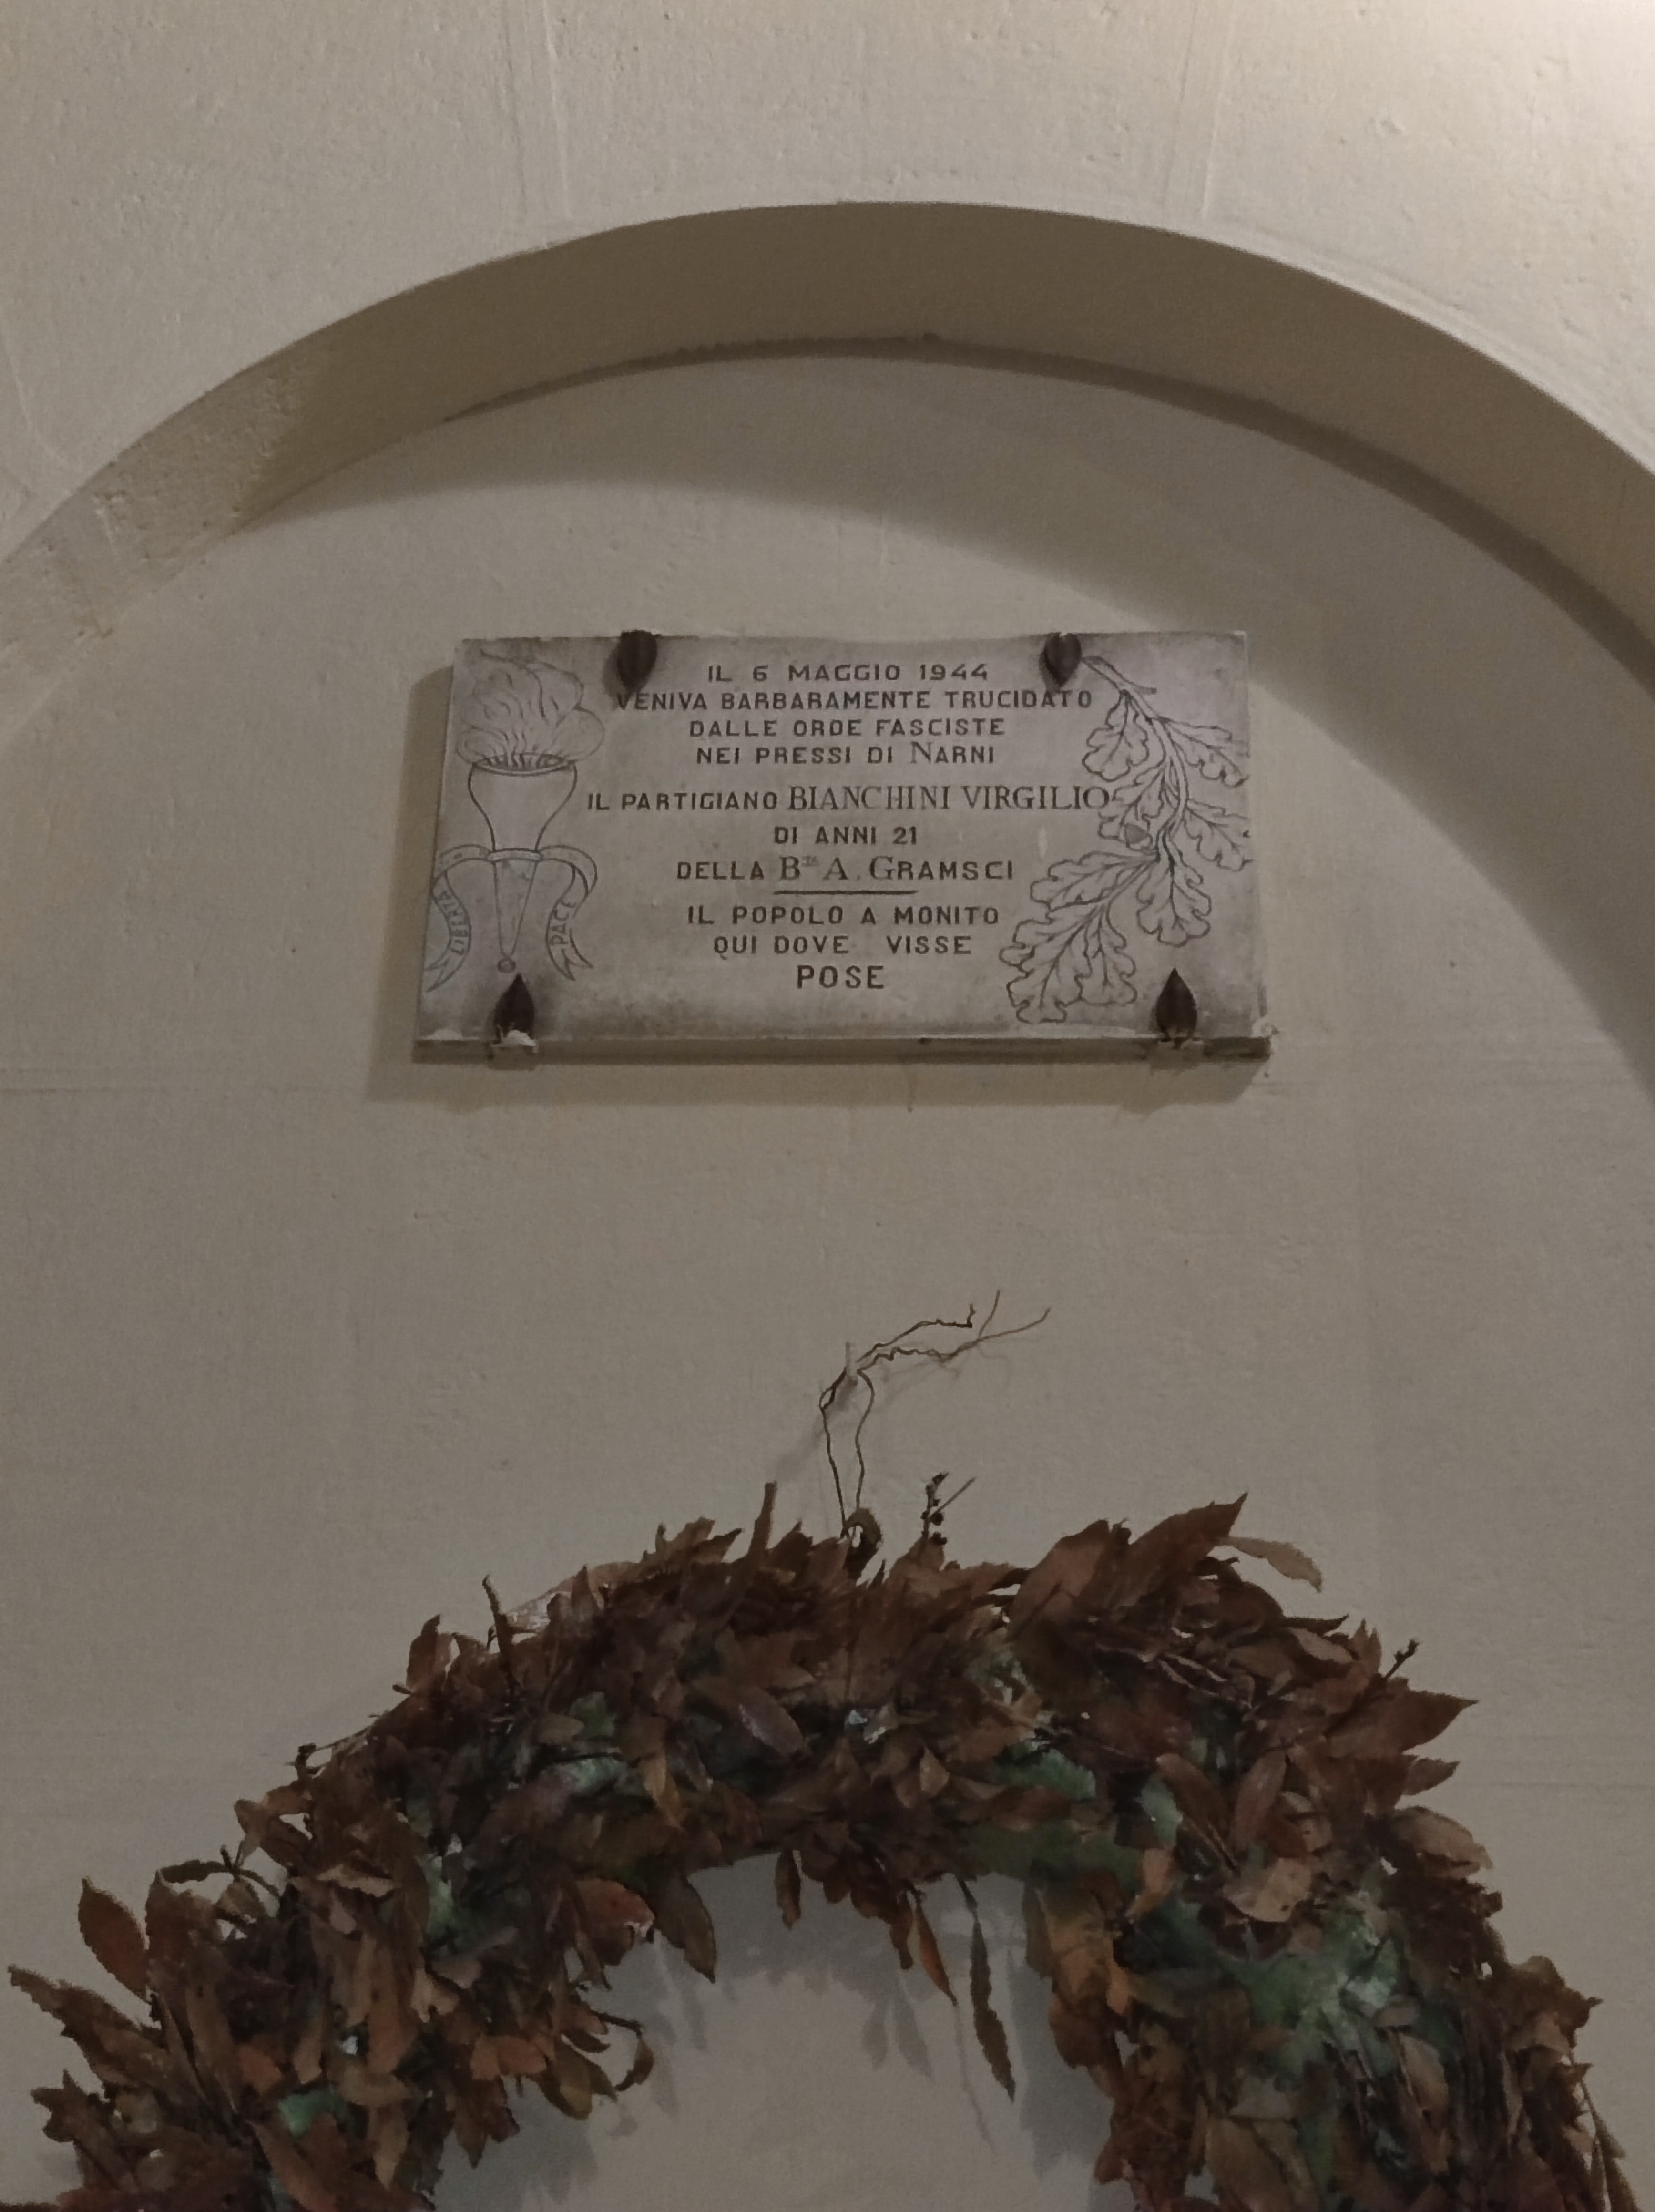 IL 6 MAGGIO 1944
VENIVA BARBARAMENTE TRUCIDATO
DALLE ORDE FASCISTE
NEI PRESSI DI NARNI
IL PARTIGIANO BIANCHINI VIRGILIO
DI ANNI 21
DELLA Bta A. GRAMSCI
IL POPOLO A MONITO
QUI DOVE VISSE
POSE
LIBERTA
PACE